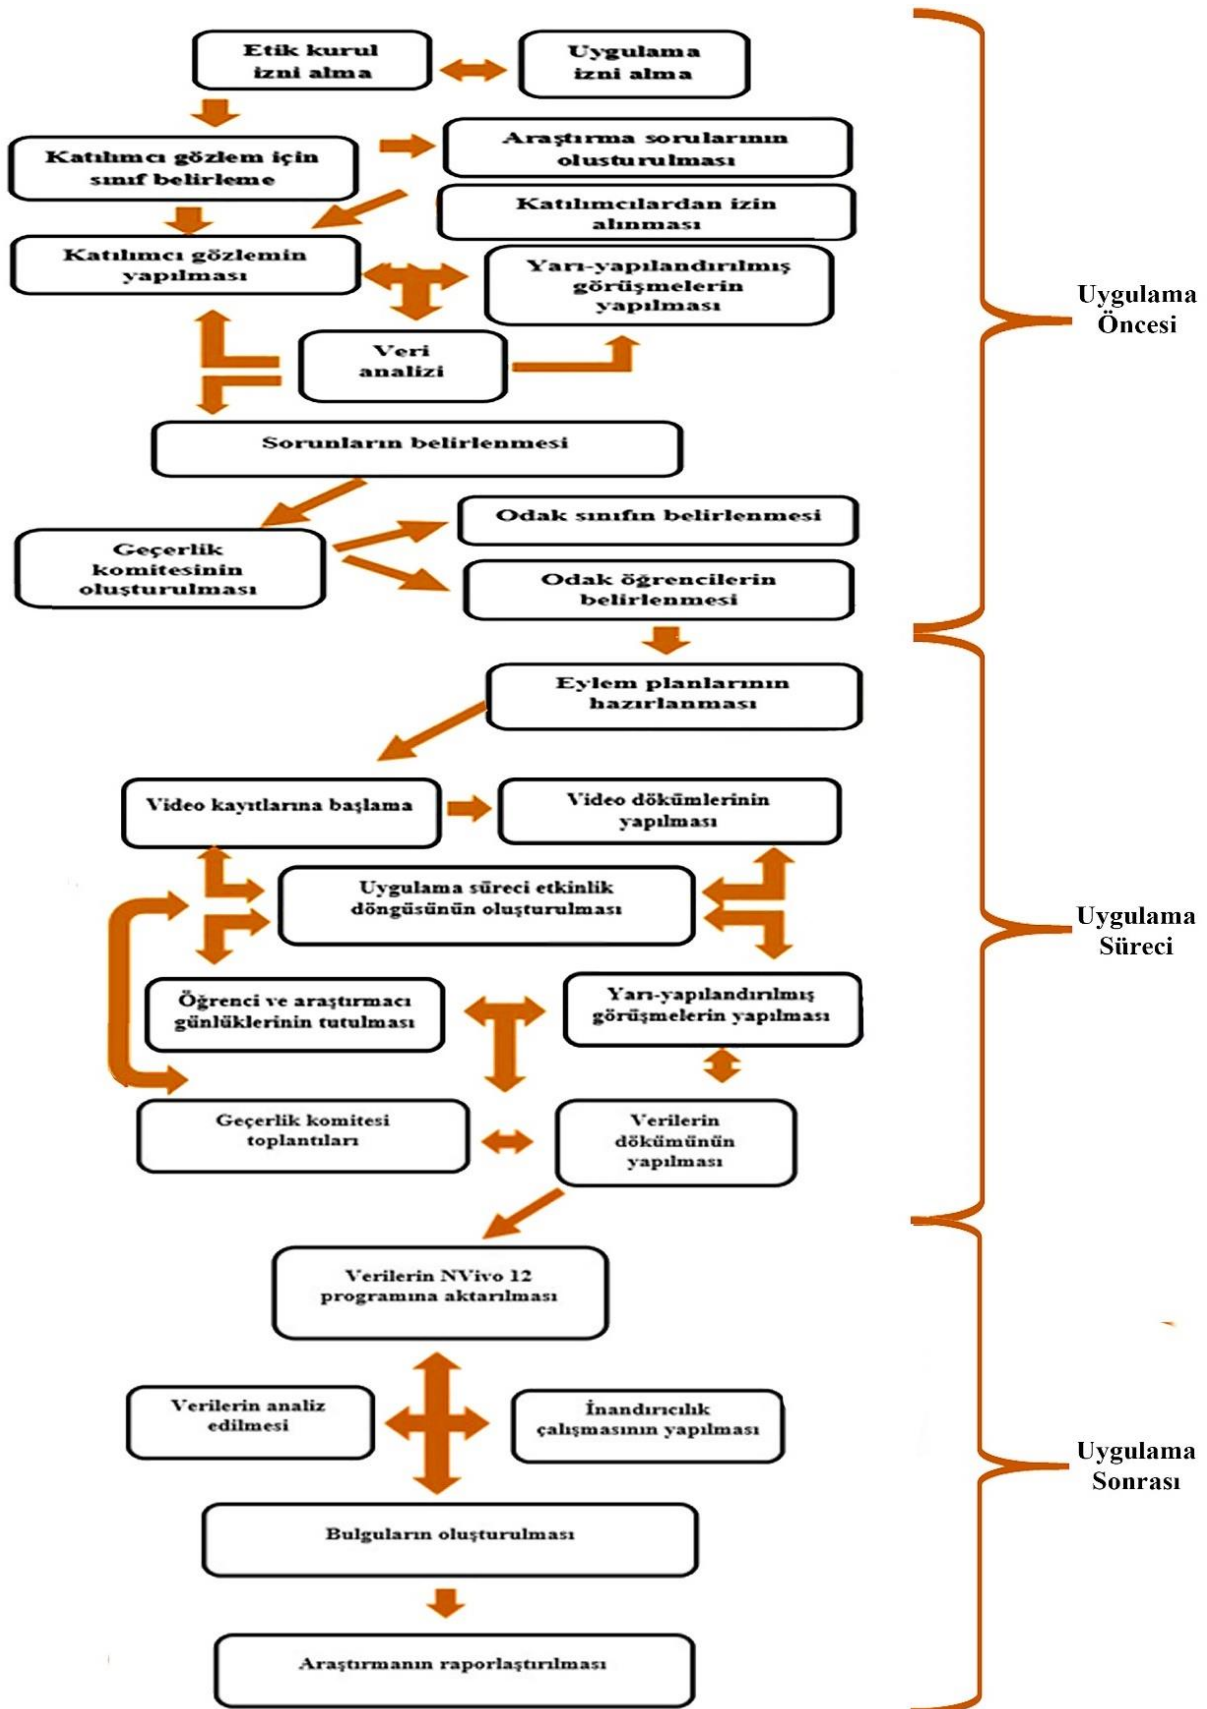 Etik kurul
izni alma
Uygulama
izni alma
Katılımcı gözlem için
sınıf belirleme
Araştırma sorularının
olusturulması
Katılımcılardan izin
alınması
Katılımcı gözlemin
yapılması
Yarı-yapılandırılmış
görüşmelerin
yapılması
Veri
analizi
Sorunların belirlenmesi
Geçerlik
komitesinin
oluşturulması
Odak sınıfın belirlenmesi
Odak öğrencilerin
belirlenmesi
Uygulama
Öncesi
Eylem planlarının
hazırlanması
Video kayıtlarına başlama
Video dökümlerinin
yapılması
Uygulama süreci etkinlik
döngüsünün oluşturulması
Öğrenci ve araştırmacı
günlüklerinin tutulması
Yarı-yapılandırılmış
görüşmelerin yapılması
Geçerlik komitesi
toplantıları
Verilerin
dökümünün
yapılması
Uygulama
Süreci
Verilerin NVivo 12
programına aktarılması
Verilerin analiz
edilmesi
İnandırıcılık
çalışmasının yapılması
Bulguların oluşturulması
Araştırmanın raporlaştırılması
Uygulama
Sonrası